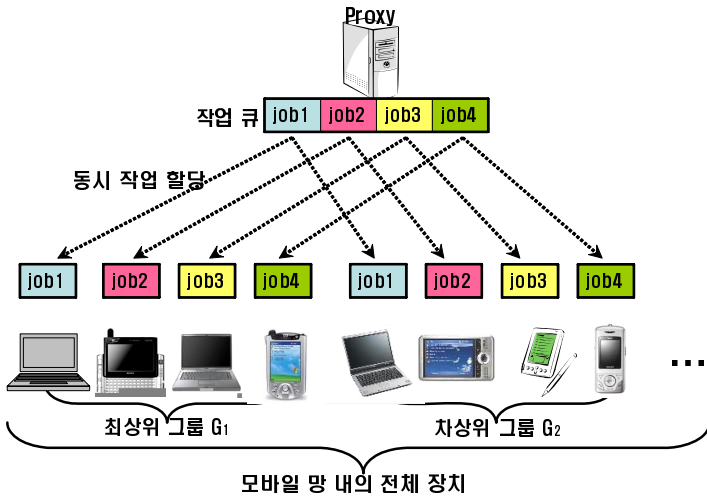 Proxy
작업 큐
job1 job2 job3 job4
동시 작업 할당
job1 job2 job3 job4 job1 job2 job3 job4
...
최상위 그룹 G1
차상위 그룹 G2
모바일 망 내의 전체 장치